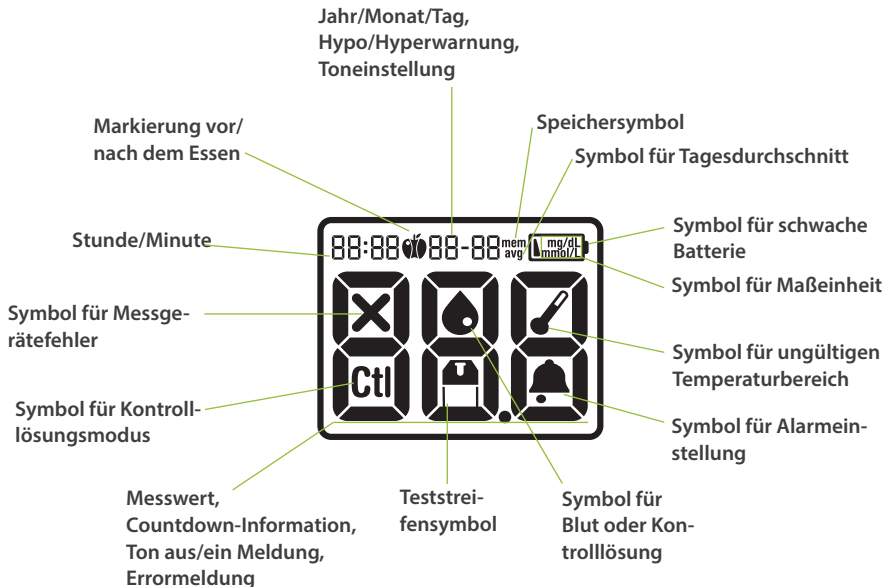 Jahr/Monat/Tag,
Hypo/Hyperwarnung,
Toneinstellung
Markierung vor/
nach dem Essen
Speichersymbol
Symbol für Tagesdurchschnitt
Stunde/Minute
Symbol für schwache
Batterie
Symbol für Maßeinheit
88:88 88-88 mem avg mg/dL mmol/L
Symbol für Messge-
rätefehler
Symbol für ungültigen
Temperaturbereich
Ctl
Symbol für Kontroll-
lösungsmodus
Symbol für Alarmein-
stellung
Messwert,
Countdown-Information,
Ton aus/ein Meldung,
Errormeldung
Teststrei-
fensymbol
Symbol für
Blut oder Kon-
trolllösung